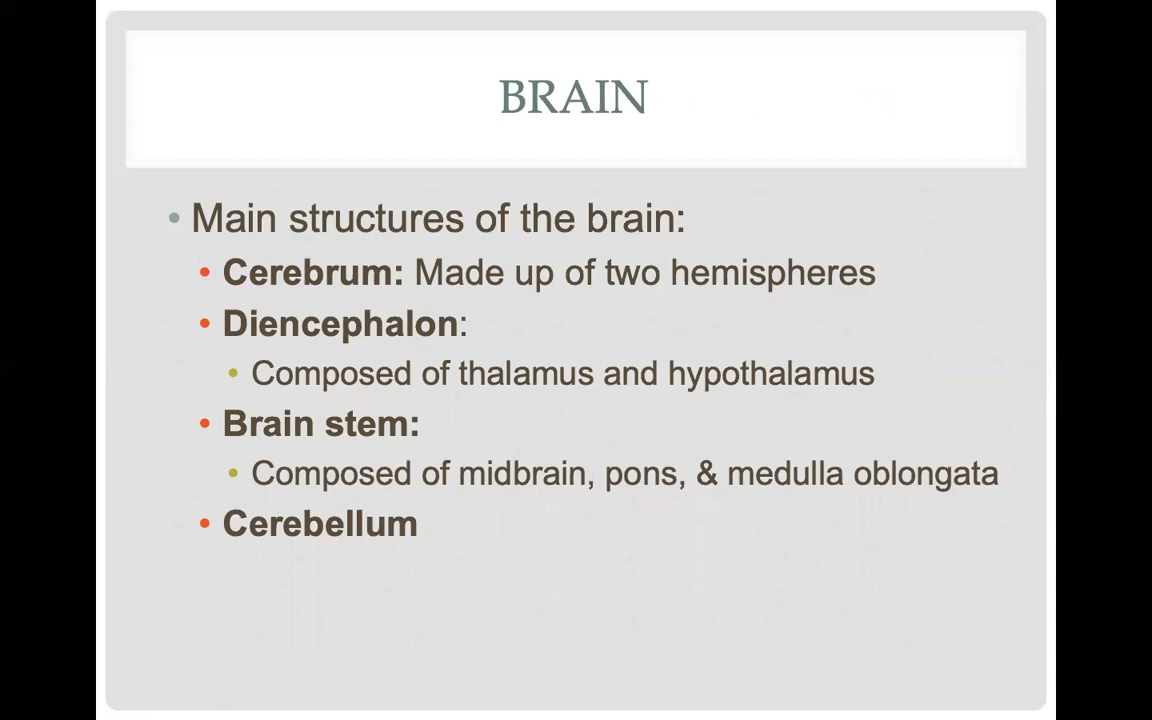 BRAIN
• Main structures of the brain:
• Cerebrum: Made up of two hemispheres
• Diencephalon:
• Composed of thalamus and hypothalamus
• Brain stem:
• Composed of midbrain, pons, & medulla oblongata
• Cerebellum